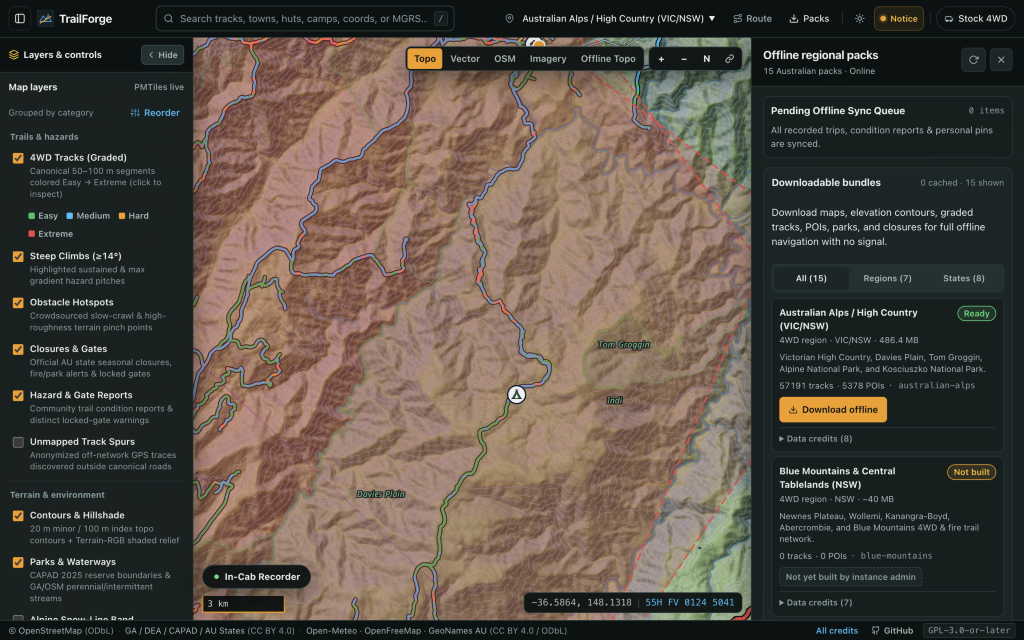 TrailForge
Search tracks, towns, huts, camps, coords, or MGRS... /
Australian Alps / High Country (VIC/NSW) ▼
Route
Packs
Notice
Stock 4WD
Layers & controls
Hide
Map layers
PMTiles live
Grouped by category
Reorder
Trails & hazards
4WD Tracks (Graded)
Canonical 50–100 m segments
colored Easy → Extreme (click to
inspect)
Easy
Medium
Hard
Extreme
Steep Climbs (≥14°)
Highlighted sustained & max
gradient hazard pitches
Obstacle Hotspots
Crowdsourced slow-crawl & high-
roughness terrain pinch points
Closures & Gates
Official AU state seasonal closures,
fire/park alerts & locked gates
Hazard & Gate Reports
Community trail condition reports &
distinct locked-gate warnings
Unmapped Track Spurs
Anonymized off-network GPS traces
discovered outside canonical roads
Terrain & environment
Contours & Hillshade
20 m minor / 100 m index topo
contours + Terrain-RGB shaded relief
Parks & Waterways
CAPAD 2025 reserve boundaries &
GA/OSM perennial/intermittent
streams
Alpine Snow-Line Band
Topo
Vector
OSM
Imagery
Offline Topo
+
−
N
Tom Groggin
Indi
Davies Plain
In-Cab Recorder
3 km
-36.5864, 148.1318 | 55H FV 0124 5041
Offline regional packs
15 Australian packs · Online
Pending Offline Sync Queue
0 items
All recorded trips, condition reports & personal pins
are synced.
Downloadable bundles
0 cached · 15 shown
Download maps, elevation contours, graded
tracks, POIs, parks, and closures for full offline
navigation with no signal.
All (15)
Regions (7)
States (8)
Australian Alps / High Country
(VIC/NSW)
Ready
4WD region · VIC/NSW · 486.4 MB
Victorian High Country, Davies Plain, Tom Groggin,
Alpine National Park, and Kosciuszko National Park.
57191 tracks · 5378 POIs · australian-alps
Download offline
Data credits (8)
Blue Mountains & Central
Tablelands (NSW)
Not built
4WD region · NSW · ~40 MB
Newnes Plateau, Wollemi, Kanangra-Boyd,
Abercrombie, and Blue Mountains 4WD & fire trail
network.
0 tracks · 0 POIs · blue-mountains
Not yet built by instance admin
Data credits (7)
© OpenStreetMap (ODbL) · GA / DEA / CAPAD / AU States (CC BY 4.0) · Open-Meteo · OpenFreeMap · GeoNames AU (CC BY 4.0 / ODbL)
All credits
GitHub
GPL-3.0-or-later